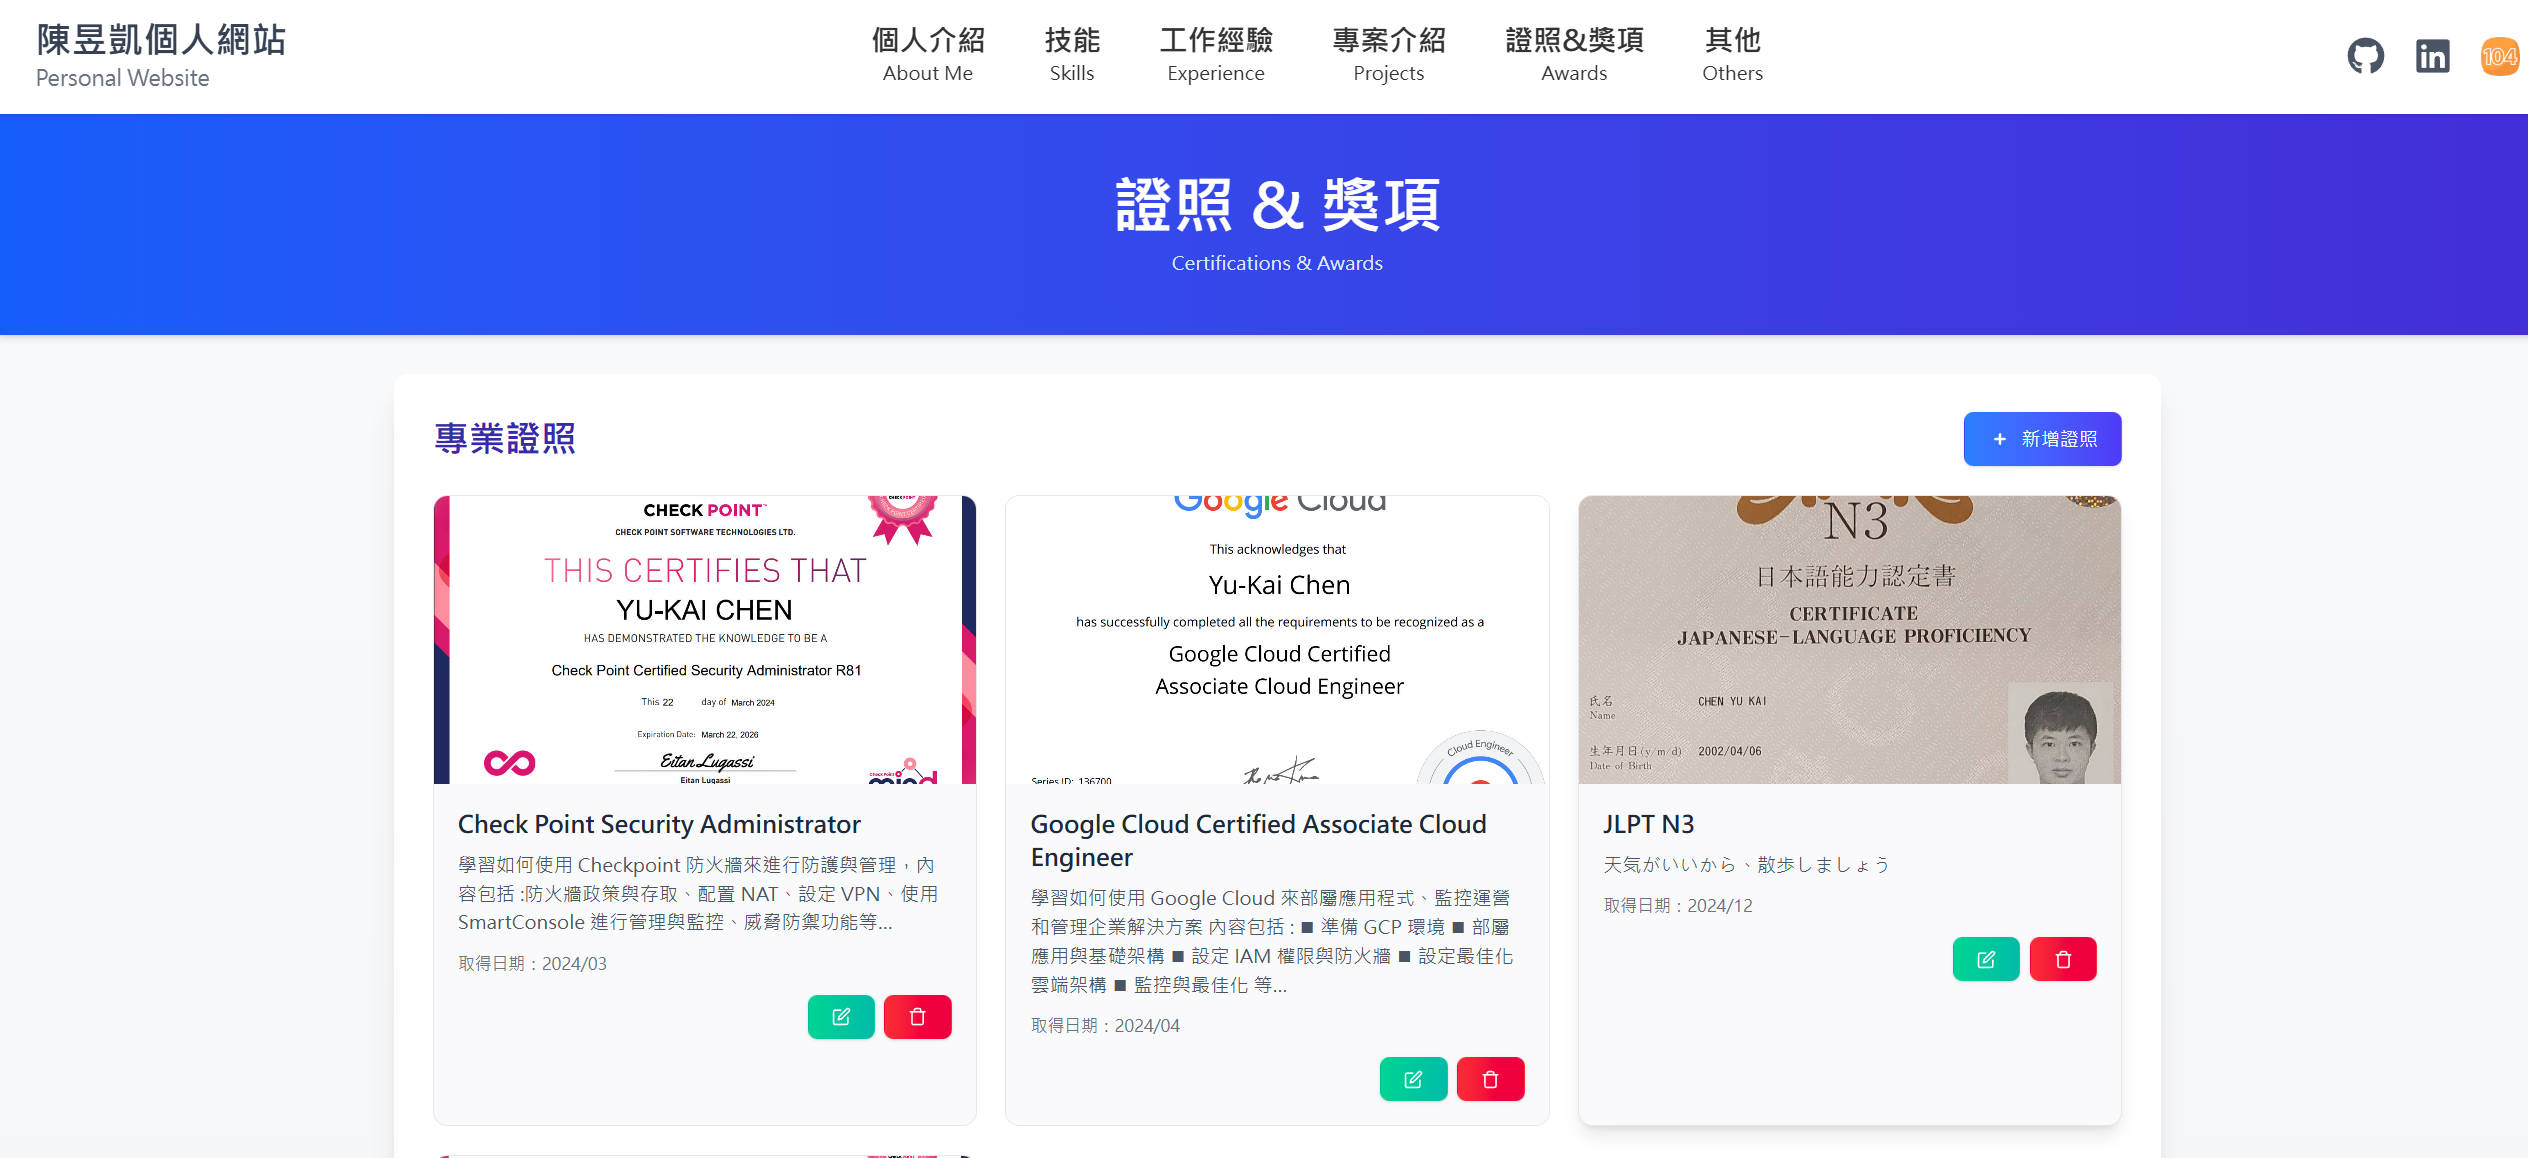 陳昱凱個人網站
Personal Website
個人介紹
About Me
技能
Skills
工作經驗
Experience
專案介紹
Projects
證照&獎項
Awards
其他
Others
104
證照 & 獎項
Certifications & Awards
專業證照
+ 新增證照
CHECK POINT™
CHECK POINT SOFTWARE TECHNOLOGIES LTD.
THIS CERTIFIES THAT
YU-KAI CHEN
HAS DEMONSTRATED THE KNOWLEDGE TO BE A
Check Point Certified Security Administrator R81
This 22 day of March 2024
Expiration Date: March 22, 2026
Eitan Lugassi
Eitan Lugassi
Check Point
mind
Check Point Security Administrator
學習如何使用 Checkpoint 防火牆來進行防護與管理，內
容包括 :防火牆政策與存取、配置 NAT、設定 VPN、使用
SmartConsole 進行管理與監控、威脅防禦功能等...
取得日期：2024/03
Google Cloud
This acknowledges that
Yu-Kai Chen
has successfully completed all the requirements to be recognized as a
Google Cloud Certified
Associate Cloud Engineer
Series ID: 136700
Cloud Engineer
Google Cloud Certified Associate Cloud
Engineer
學習如何使用 Google Cloud 來部屬應用程式、監控運營
和管理企業解決方案 內容包括 : ■ 準備 GCP 環境 ■ 部屬
應用與基礎架構 ■ 設定 IAM 權限與防火牆 ■ 設定最佳化
雲端架構 ■ 監控與最佳化 等...
取得日期：2024/04
N3
日本語能力認定書
CERTIFICATE
JAPANESE-LANGUAGE PROFICIENCY
氏名
Name
CHEN YU KAI
生年月日(y/m/d)
Date of Birth
2002/04/06
JLPT N3
天気がいいから、散歩しましょう
取得日期：2024/12